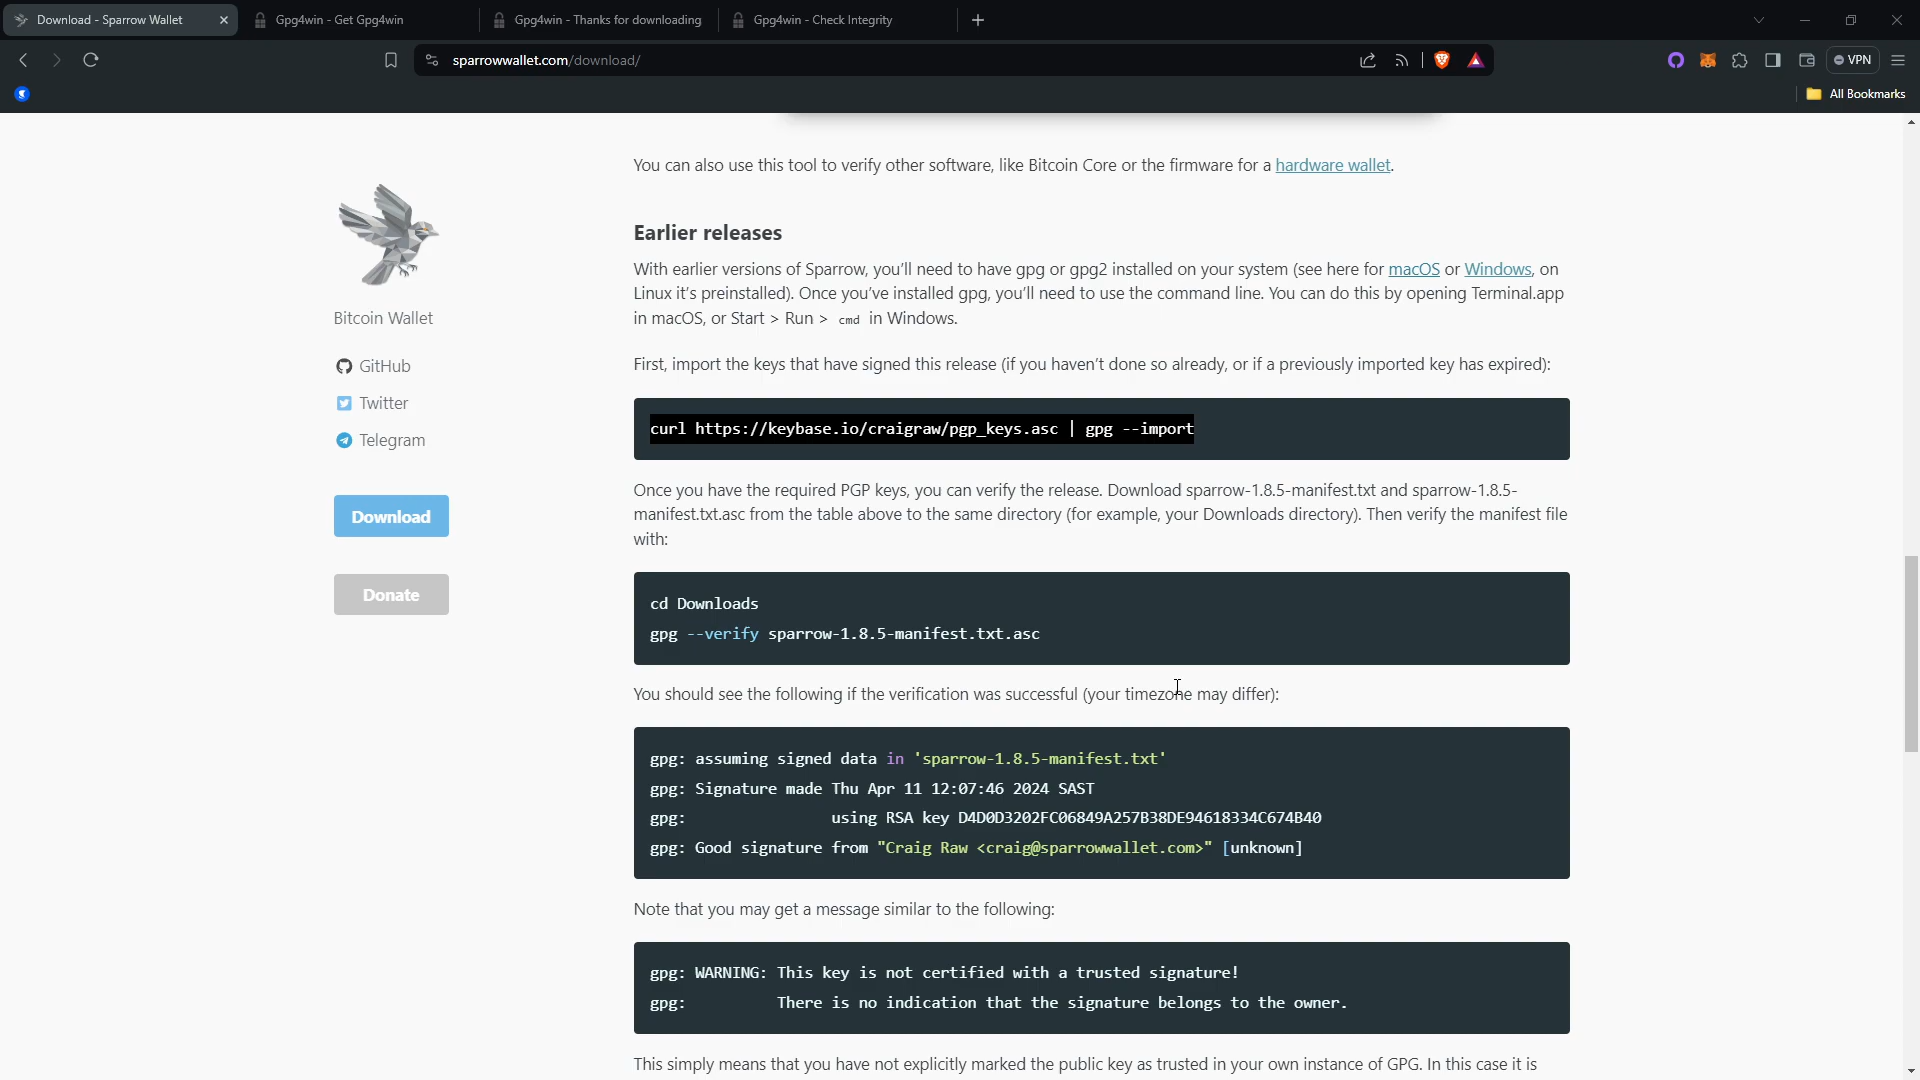 Download - Sparrow Wallet
Gpg4win - Get Gpg4win
Gpg4win - Thanks for downloading
Gpg4win - Check Integrity
sparrowwallet.com/download/
VPN
All Bookmarks
You can also use this tool to verify other software, like Bitcoin Core or the firmware for a hardware wallet.
Earlier releases
With earlier versions of Sparrow, you'll need to have gpg or gpg2 installed on your system (see here for macOS or Windows, on
Linux it's preinstalled). Once you've installed gpg, you'll need to use the command line. You can do this by opening Terminal.app
in macOS, or Start > Run > cmd in Windows.
Bitcoin Wallet
GitHub
Twitter
Telegram
Download
Donate
First, import the keys that have signed this release (if you haven't done so already, or if a previously imported key has expired):
curl https://keybase.io/craigraw/pgp_keys.asc | gpg --import
Once you have the required PGP keys, you can verify the release. Download sparrow-1.8.5-manifest.txt and sparrow-1.8.5-
manifest.txt.asc from the table above to the same directory (for example, your Downloads directory). Then verify the manifest file
with:
cd Downloads
gpg --verify sparrow-1.8.5-manifest.txt.asc
You should see the following if the verification was successful (your timezone may differ):
gpg: assuming signed data in 'sparrow-1.8.5-manifest.txt'
gpg: Signature made Thu Apr 11 12:07:46 2024 SAST
gpg: using RSA key D4D0D3202FC06849A257B38DE94618334C674B40
gpg: Good signature from "Craig Raw <craig@sparrowwallet.com>" [unknown]
Note that you may get a message similar to the following:
gpg: WARNING: This key is not certified with a trusted signature!
gpg: There is no indication that the signature belongs to the owner.
This simply means that you have not explicitly marked the public key as trusted in your own instance of GPG. In this case it is